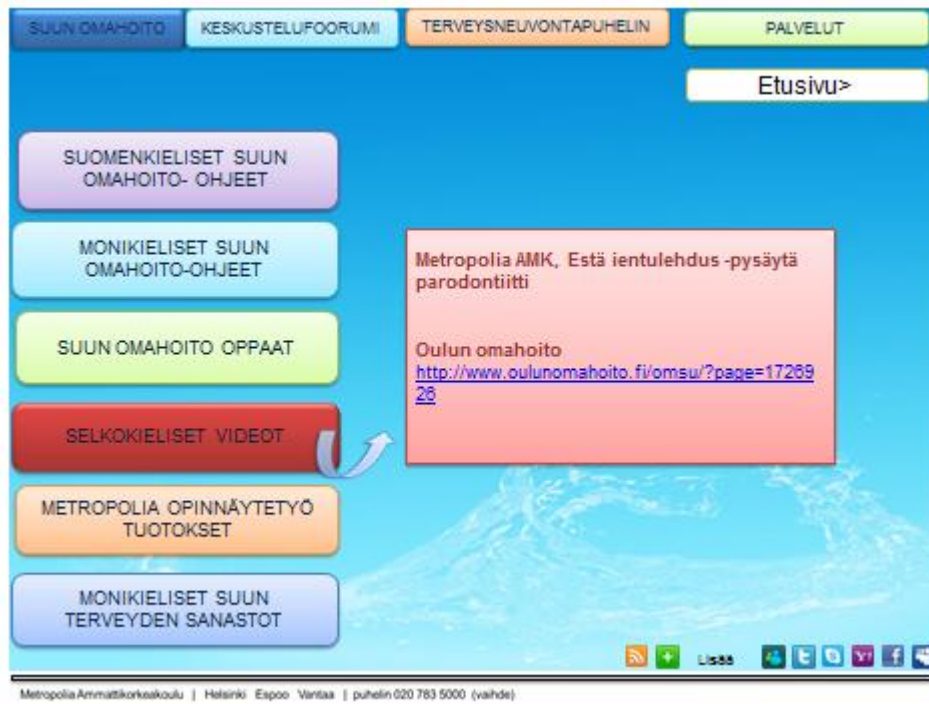 SUUN OMAHOITO
KESKUSTELUFOORUMI
TERVEYSNEUVONTAPUHELIN
PALVELUT
Etusivu>
SUOMENKIELISET SUUN
OMAHOITO- OHJEET
MONIKIELISET SUUN
OMAHOITO-OHJEET
SUUN OMAHOITO OPPAAT
SELKOKIELISET VIDEOT
METROPOLIA OPINNÄYTETYÖ
TUOTOKSET
MONIKIELISET SUUN
TERVEYDEN SANASTOT
Metropolia AMK, Estä ientulehdus -pysäytä
parodontiitti
Oulun omahoito
http://www.oulunomahoito.fi/omsu/?page=17269
26
Lisää
Metropolia Ammattikorkeakoulu | Helsinki Espoo Vantaa | puhelin 020 783 5000 (vaihde)